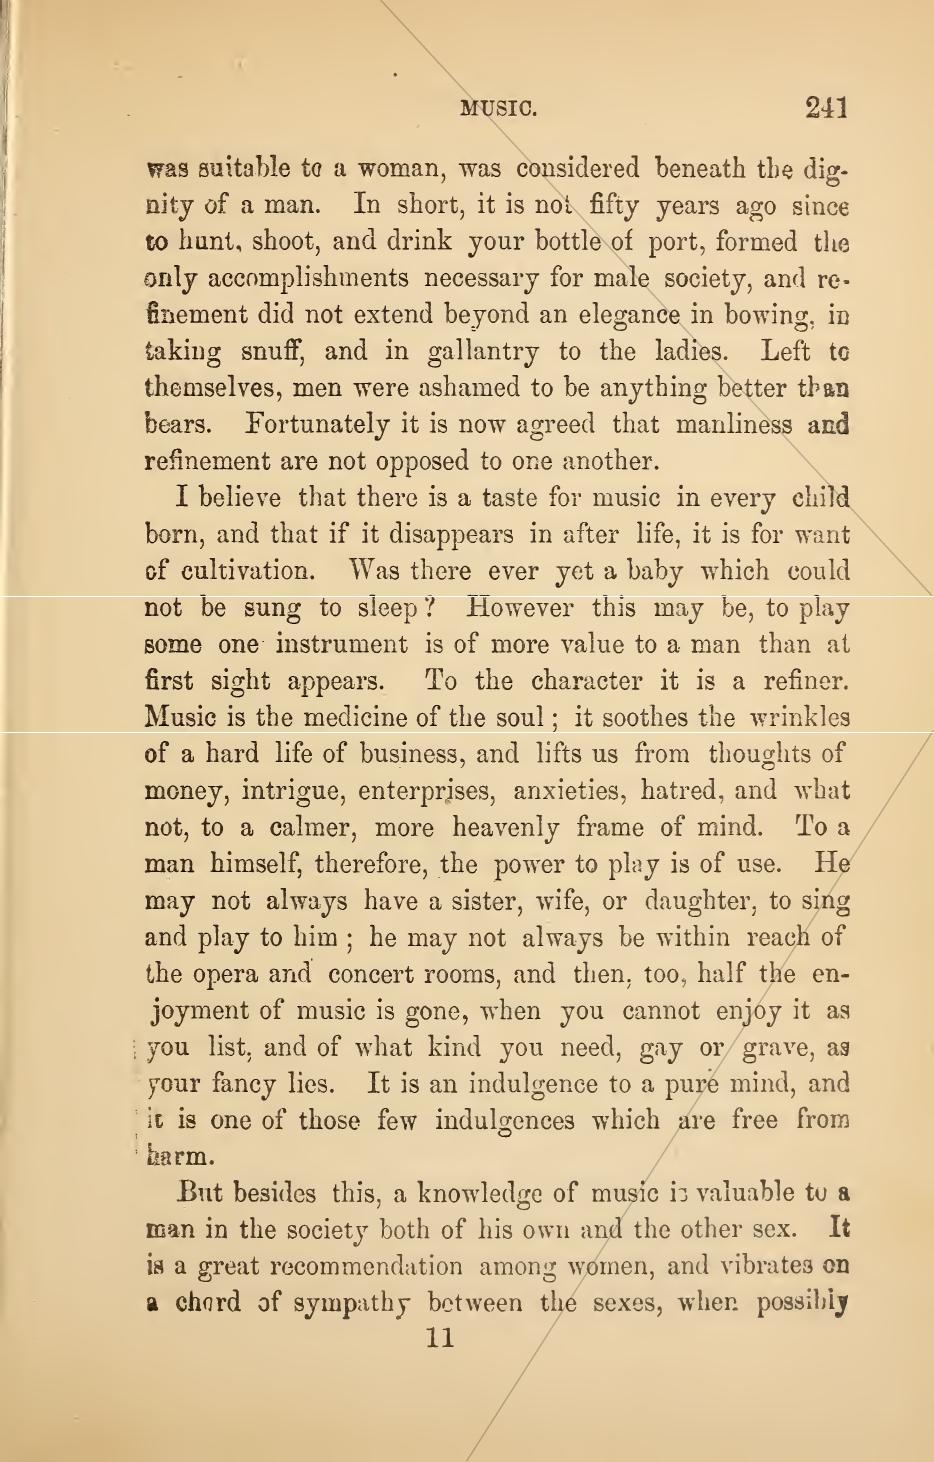 MUSIC. 241
was suitable to a woman, was considered beneath the dig-
nity of a man. In short, it is not fifty years ago since
to hunt, shoot, and drink your bottle of port, formed the
only accomplishments necessary for male society, and re-
finement did not extend beyond an elegance in bowing, in
taking snuff, and in gallantry to the ladies. Left to
themselves, men were ashamed to be anything better than
bears. Fortunately it is now agreed that manliness and
refinement are not opposed to one another.
I believe that there is a taste for music in every child
born, and that if it disappears in after life, it is for want
of cultivation. Was there ever yet a baby which could
not be sung to sleep? However this may be, to play
some one instrument is of more value to a man than at
first sight appears. To the character it is a refiner.
Music is the medicine of the soul; it soothes the wrinkles
of a hard life of business, and lifts us from thoughts of
money, intrigue, enterprises, anxieties, hatred, and what
not, to a calmer, more heavenly frame of mind. To a
man himself, therefore, the power to play is of use. He
may not always have a sister, wife, or daughter, to sing
and play to him; he may not always be within reach of
the opera and concert rooms, and then, too, half the en-
joyment of music is gone, when you cannot enjoy it as
you list, and of what kind you need, gay or grave, as
your fancy lies. It is an indulgence to a pure mind, and
it is one of those few indulgences which are free from
harm.
But besides this, a knowledge of music is valuable to a
man in the society both of his own and the other sex. It
is a great recommendation among women, and vibrates on
a chord of sympathy between the sexes, when possibly
11